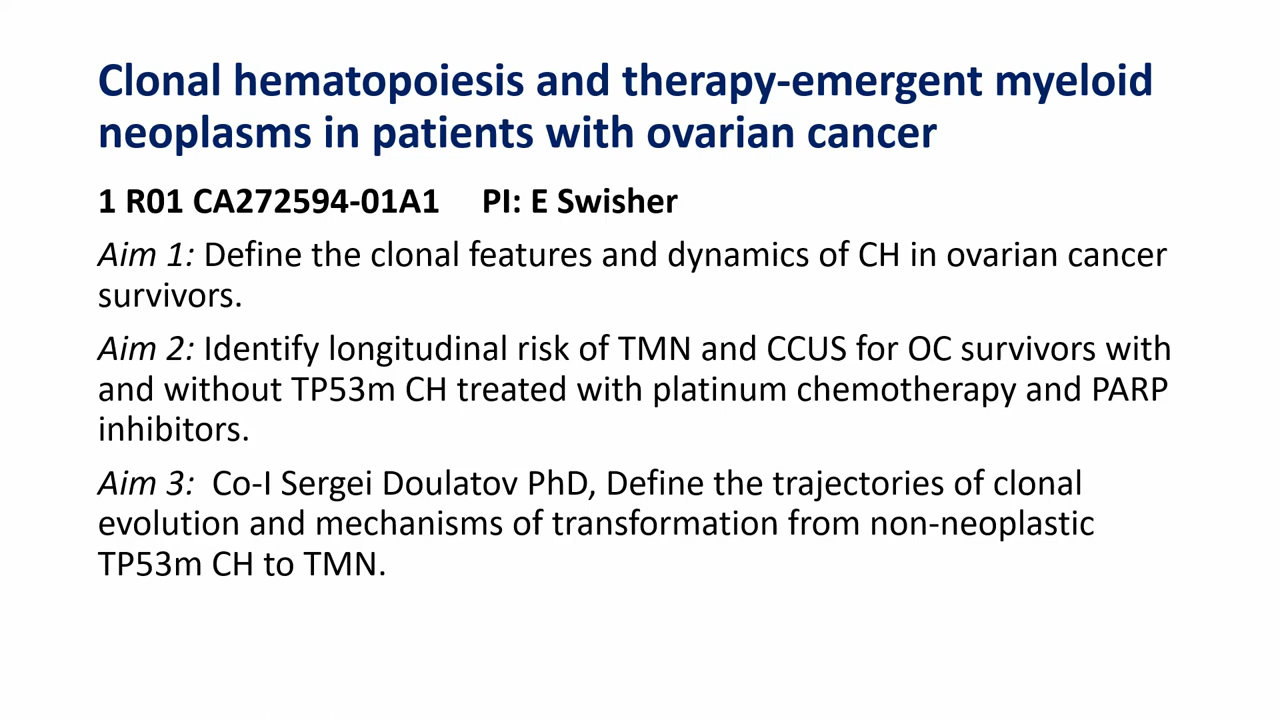 Clonal hematopoiesis and therapy-emergent myeloid
neoplasms in patients with ovarian cancer
1 R01 CA272594-01A1 PI: E Swisher
Aim 1: Define the clonal features and dynamics of CH in ovarian cancer
survivors.
Aim 2: Identify longitudinal risk of TMN and CCUS for OC survivors with
and without TP53m CH treated with platinum chemotherapy and PARP
inhibitors.
Aim 3: Co-I Sergei Doulatov PhD, Define the trajectories of clonal
evolution and mechanisms of transformation from non-neoplastic
TP53m CH to TMN.